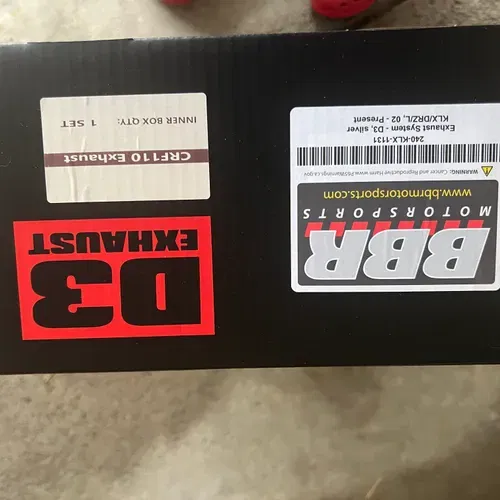 BBR
MOTORSPORTS
www.bbrmotorsports.com
WARNING: Cancer and Reproductive Harm www.P65Warnings.ca.gov
240-KLX-1131
Exhaust System - D3, silver
KLX/DRZ/L, 02 - Present
D3
EXHAUST
CRF110 Exhaust
INNER BOX QTY: 1 SET